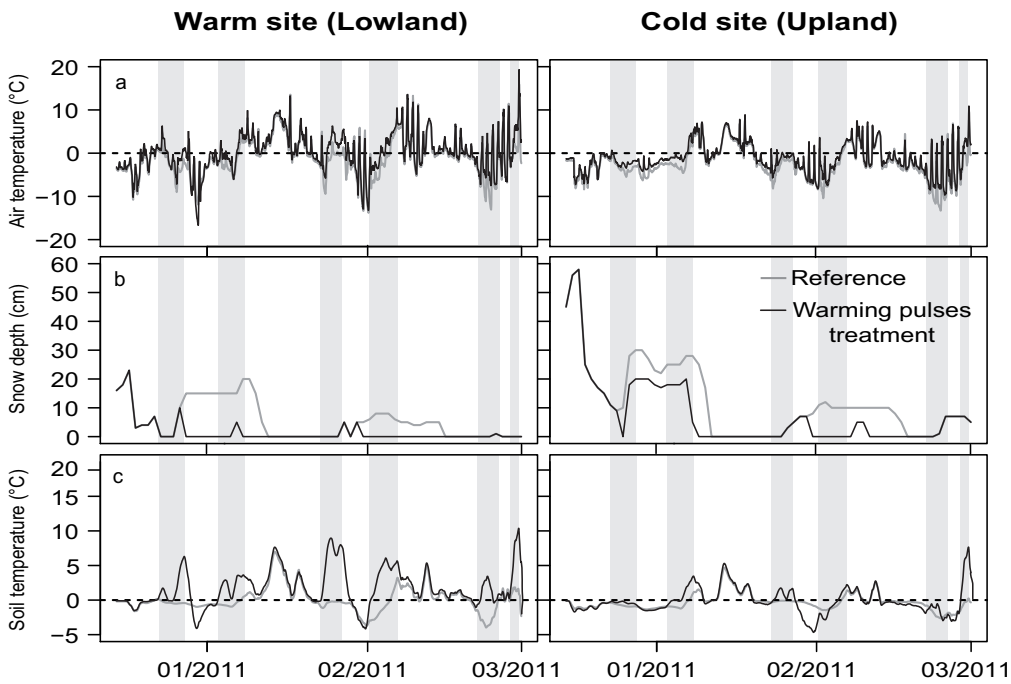 Warm site (Lowland)
Cold site (Upland)
Air temperature (°C)
a
20
10
0
−10
−20
Snow depth (cm)
b
60
50
40
30
20
10
0
Reference
Warming pulses
treatment
Soil temperature (°C)
c
20
15
10
5
0
−5
01/2011
02/2011
03/2011
01/2011
02/2011
03/2011